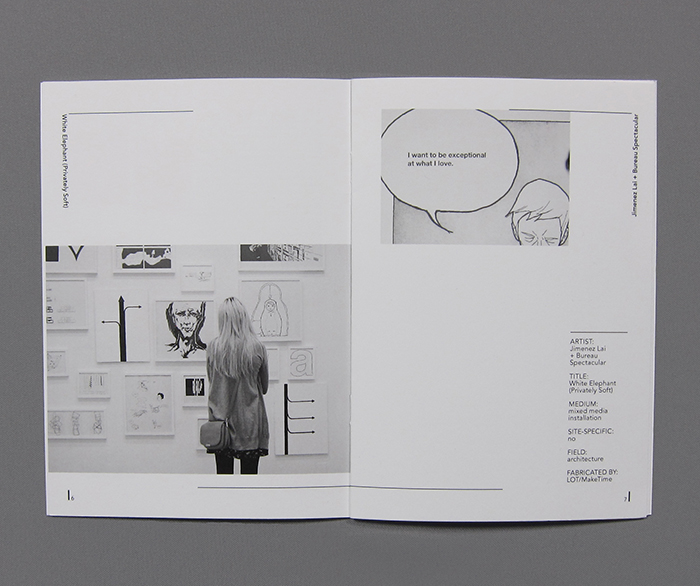 White Elephant (Privately Soft)
a
6
I want to be exceptional
at what I love.
Jimenez Lai + Bureau Spectacular
ARTIST:
Jimenez Lai
+ Bureau
Spectacular
TITLE:
White Elephant
(Privately Soft)
MEDIUM:
mixed media
installation
SITE-SPECIFIC:
no
FIELD:
architecture
FABRICATED BY:
LOT/MakeTime
7